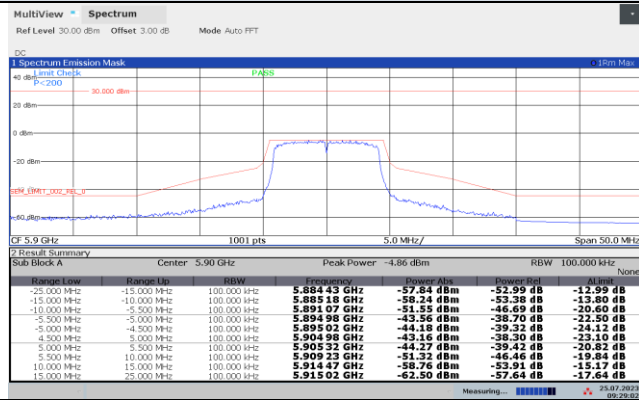 MultiView Spectrum
Ref Level 30.00 dBm Offset 3.00 dB Mode Auto FFT
DC
1 Spectrum Emission Mask 1Rm Max
40 dBm Limit Check PASS
P<200
30.000 dBm
20 dBm
0 dBm
-20 dBm
SEM_LIMIT_002_REL_0
-60 dBm
CF 5.9 GHz 1001 pts 5.0 MHz/ Span 50.0 MHz
2 Result Summary
Sub Block A Center 5.90 GHz Peak Power -4.86 dBm RBW 100.000 kHz
None
Range Low Range Up RBW Frequency Power Abs Power Rel ΔLimit
-25.000 MHz -15.000 MHz 100.000 kHz 5.884 43 GHz -57.84 dBm -52.99 dB -12.99 dB
-15.000 MHz -10.000 MHz 100.000 kHz 5.885 18 GHz -58.24 dBm -53.38 dB -13.80 dB
-10.000 MHz -5.500 MHz 100.000 kHz 5.891 07 GHz -51.55 dBm -46.69 dB -20.60 dB
-5.500 MHz -5.000 MHz 100.000 kHz 5.894 98 GHz -43.56 dBm -38.70 dB -22.50 dB
-5.000 MHz -4.500 MHz 100.000 kHz 5.895 02 GHz -44.18 dBm -39.32 dB -24.12 dB
4.500 MHz 5.000 MHz 100.000 kHz 5.904 98 GHz -43.16 dBm -38.30 dB -23.10 dB
5.000 MHz 5.500 MHz 100.000 kHz 5.905 32 GHz -44.27 dBm -39.42 dB -20.82 dB
5.500 MHz 10.000 MHz 100.000 kHz 5.909 23 GHz -51.32 dBm -46.46 dB -19.84 dB
10.000 MHz 15.000 MHz 100.000 kHz 5.914 47 GHz -58.76 dBm -53.91 dB -15.17 dB
15.000 MHz 25.000 MHz 100.000 kHz 5.915 02 GHz -62.50 dBm -57.64 dB -17.64 dB
Measuring... 25.07.2023
09:29:02